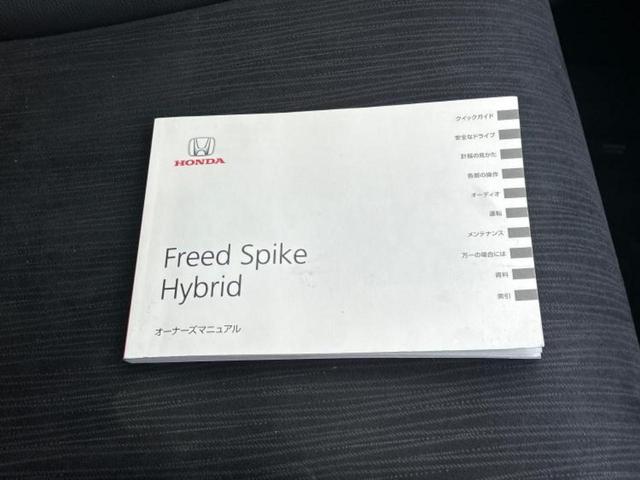 HONDA
Freed Spike
Hybrid
オーナーズマニュアル
クイックガイド
安全なドライブ
計器の見かた
各部の操作
オーディオ
運転
メンテナンス
万一の場合には
資料
索引